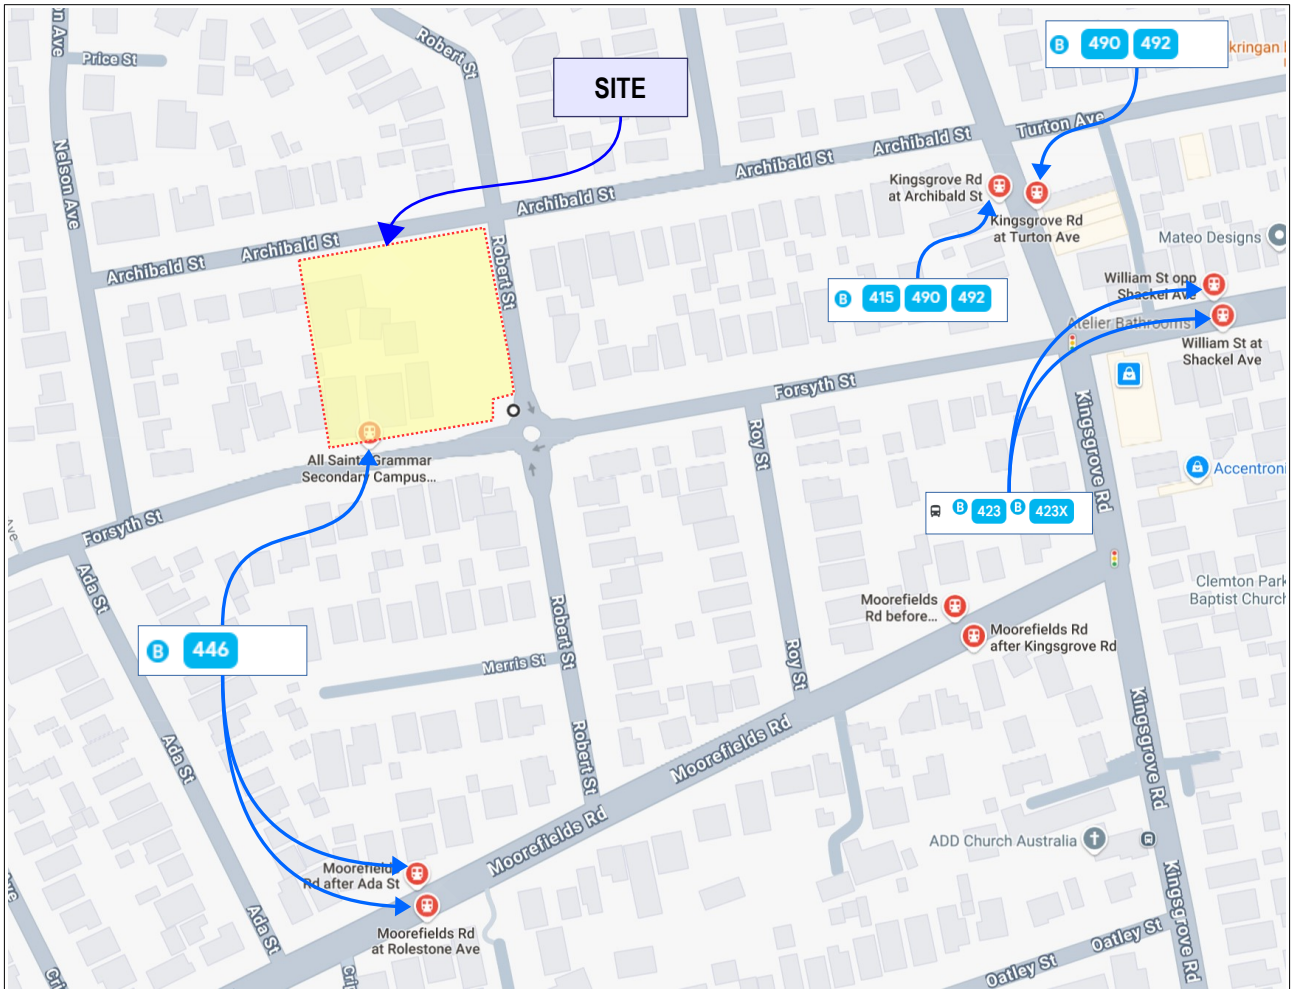 Price St
Robert St
SITE
B 490 492
Turton Ave
Archibald St
Archibald St
Nelson Ave
Kingsgrove Rd
at Archibald St
Archibald St
Kingsgrove Rd
at Turton Ave
Mateo Designs
Archibald St
Archibald St
Robert St
B 415 490 492
William St opp
Shackel Ave
Atelier Bathrooms
William St at
Shackel Ave
Forsyth St
Kingsgrove Rd
Roy St
All Saints Grammar
Secondary Campus...
Accentroni
B 423 B 423X
Forsyth St
Ada St
Clemton Park
Baptist Church
Moorefields
Rd before...
Moorefields Rd
after Kingsgrove Rd
Robert St
B 446
Merris St
Roy St
Kingsgrove Rd
Moorefields Rd
Ada St
Robert St
Moorefields Rd
ADD Church Australia
Moorefields
Rd after Ada St
Kingsgrove Rd
Ada St
Moorefields Rd
at Rolestone Ave
Oatley St
Oatley St